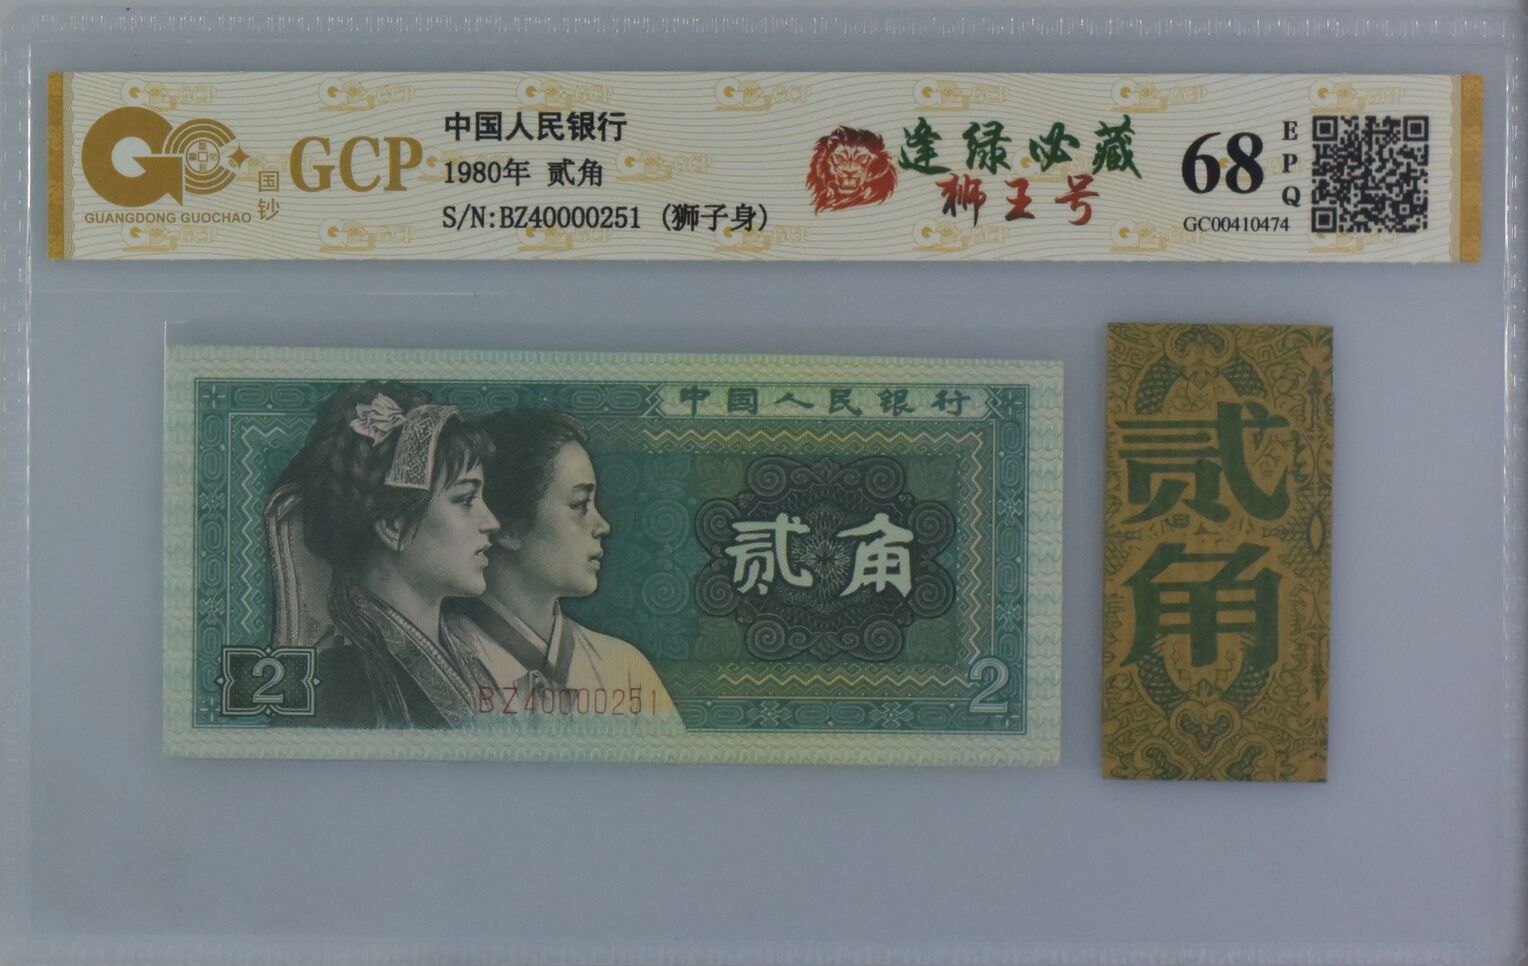 GCP
国钞
GUANGDONG GUOCHAO
中国人民银行
1980年 贰角
S/N:BZ40000251 (狮子身)
逢绿必藏
狮王号
68
EPQ
GC00410474
中国人民银行
贰角
2
BZ40000251
2
贰角